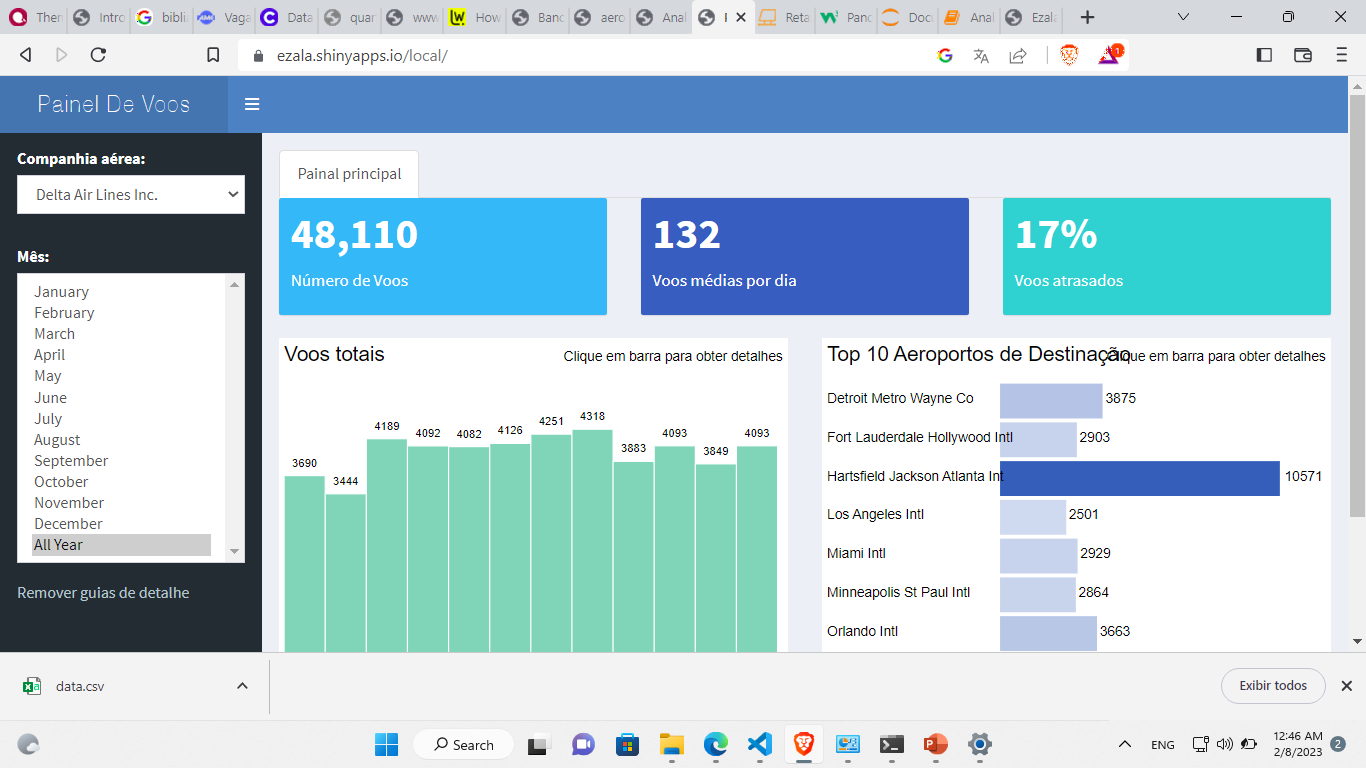 Ther
Intro
bibli
Vaga
Data
quar
www
How
Banc
aero
Anal
Reta
Panc
Docu
Anal
Ezala
ezala.shinyapps.io/local/
1
Painel De Voos
Companhia aérea:
Delta Air Lines Inc.
Mês:
January
February
March
April
May
June
July
August
September
October
November
December
All Year
Remover guias de detalhe
Painal principal
48,110
Número de Voos
132
Voos médias por dia
17%
Voos atrasados
Voos totais
Clique em barra para obter detalhes
3690
3444
4189
4092
4082
4126
4251
4318
3883
4093
3849
4093
Top 10 Aeroportos de Destinação
Clique em barra para obter detalhes
Detroit Metro Wayne Co 3875
Fort Lauderdale Hollywood Intl 2903
Hartsfield Jackson Atlanta Int 10571
Los Angeles Intl 2501
Miami Intl 2929
Minneapolis St Paul Intl 2864
Orlando Intl 3663
data.csv
Exibir todos
Search
ENG
12:46 AM
2/8/2023
2